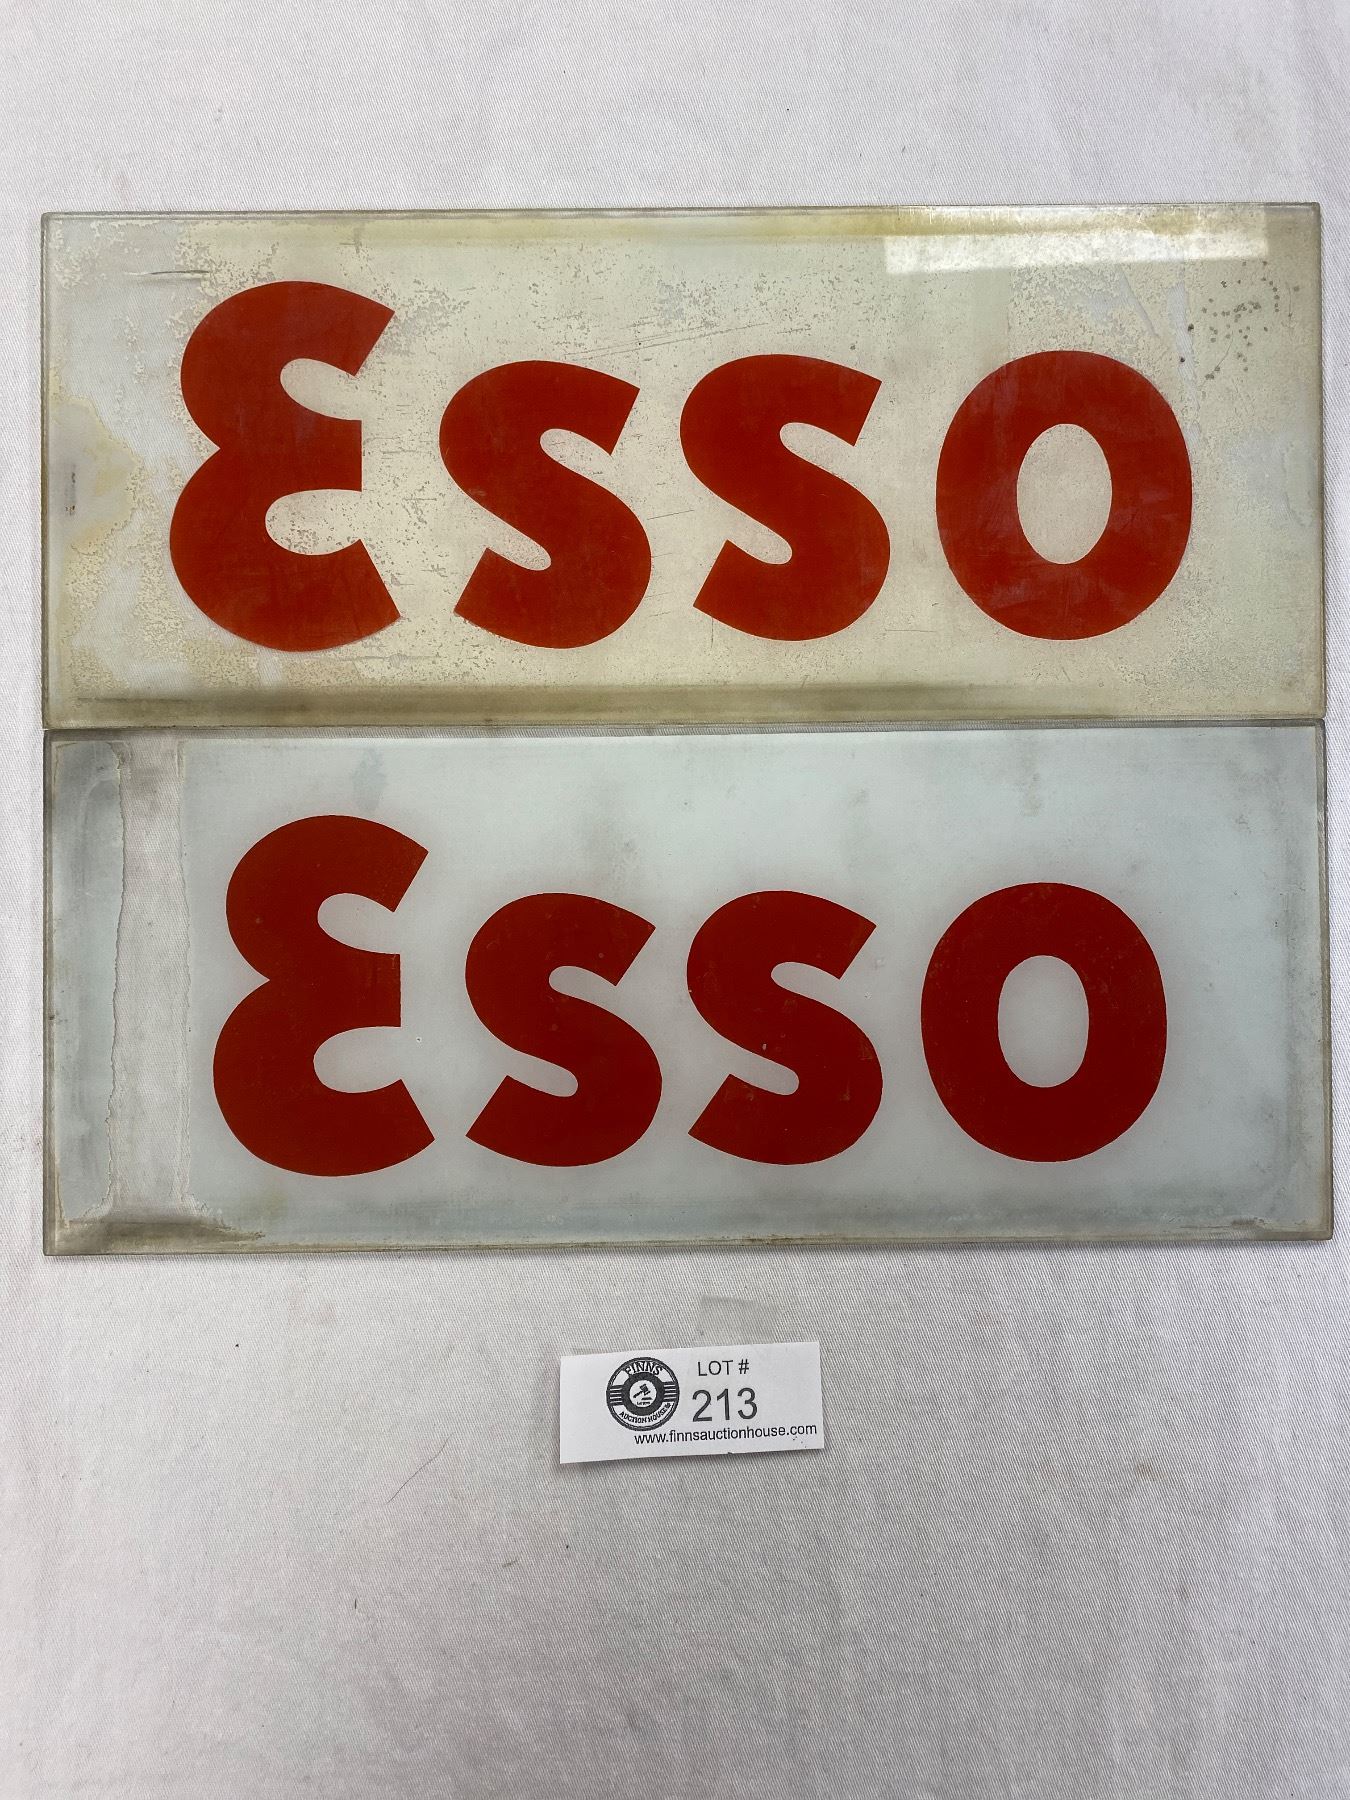 Esso
Esso
FINNS
AUCTION HOUSE
LOT #
213
www.finnsauctionhouse.com